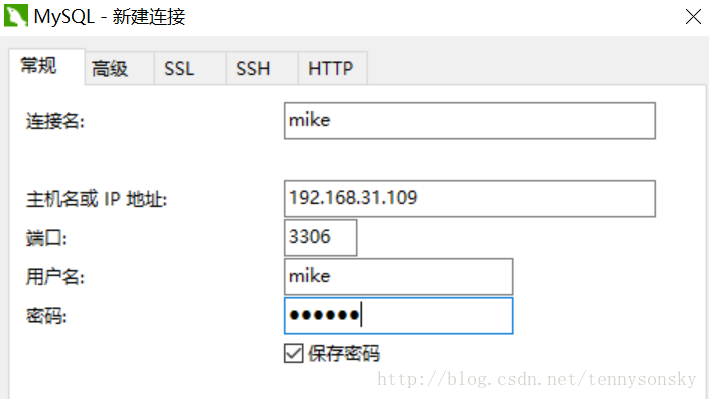 MySQL - 新建连接
常规 高级 SSL SSH HTTP
连接名: mike
主机名或 IP 地址: 192.168.31.109
端口: 3306
用户名: mike
密码: ●●●●●●
保存密码
http://blog.csdn.net/tennysonsky